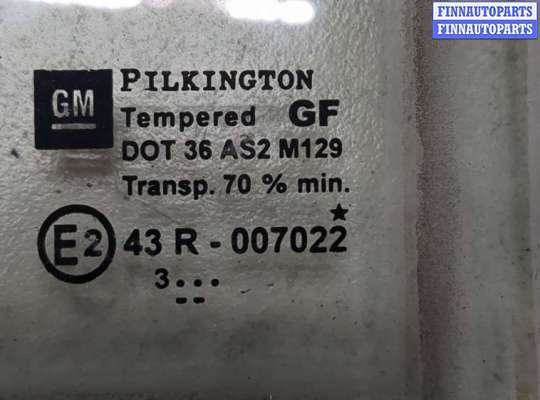 FINNAUTOPARTS
FINNAUTOPARTS
GM
PILKINGTON
Tempered GF
DOT 36 AS2 M129
Transp. 70 % min.
E2 43 R - 007022
3...